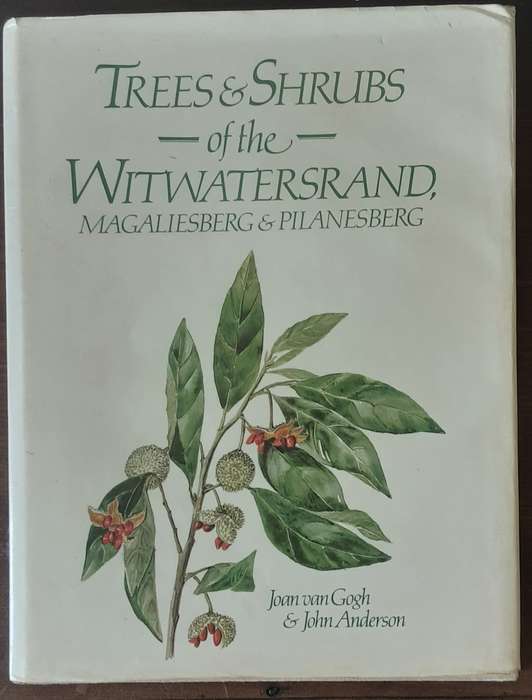 TREES & SHRUBS
of the
WITWATERSRAND,
MAGALIESBERG & PILANESBERG
Joan van Gogh
& John Anderson